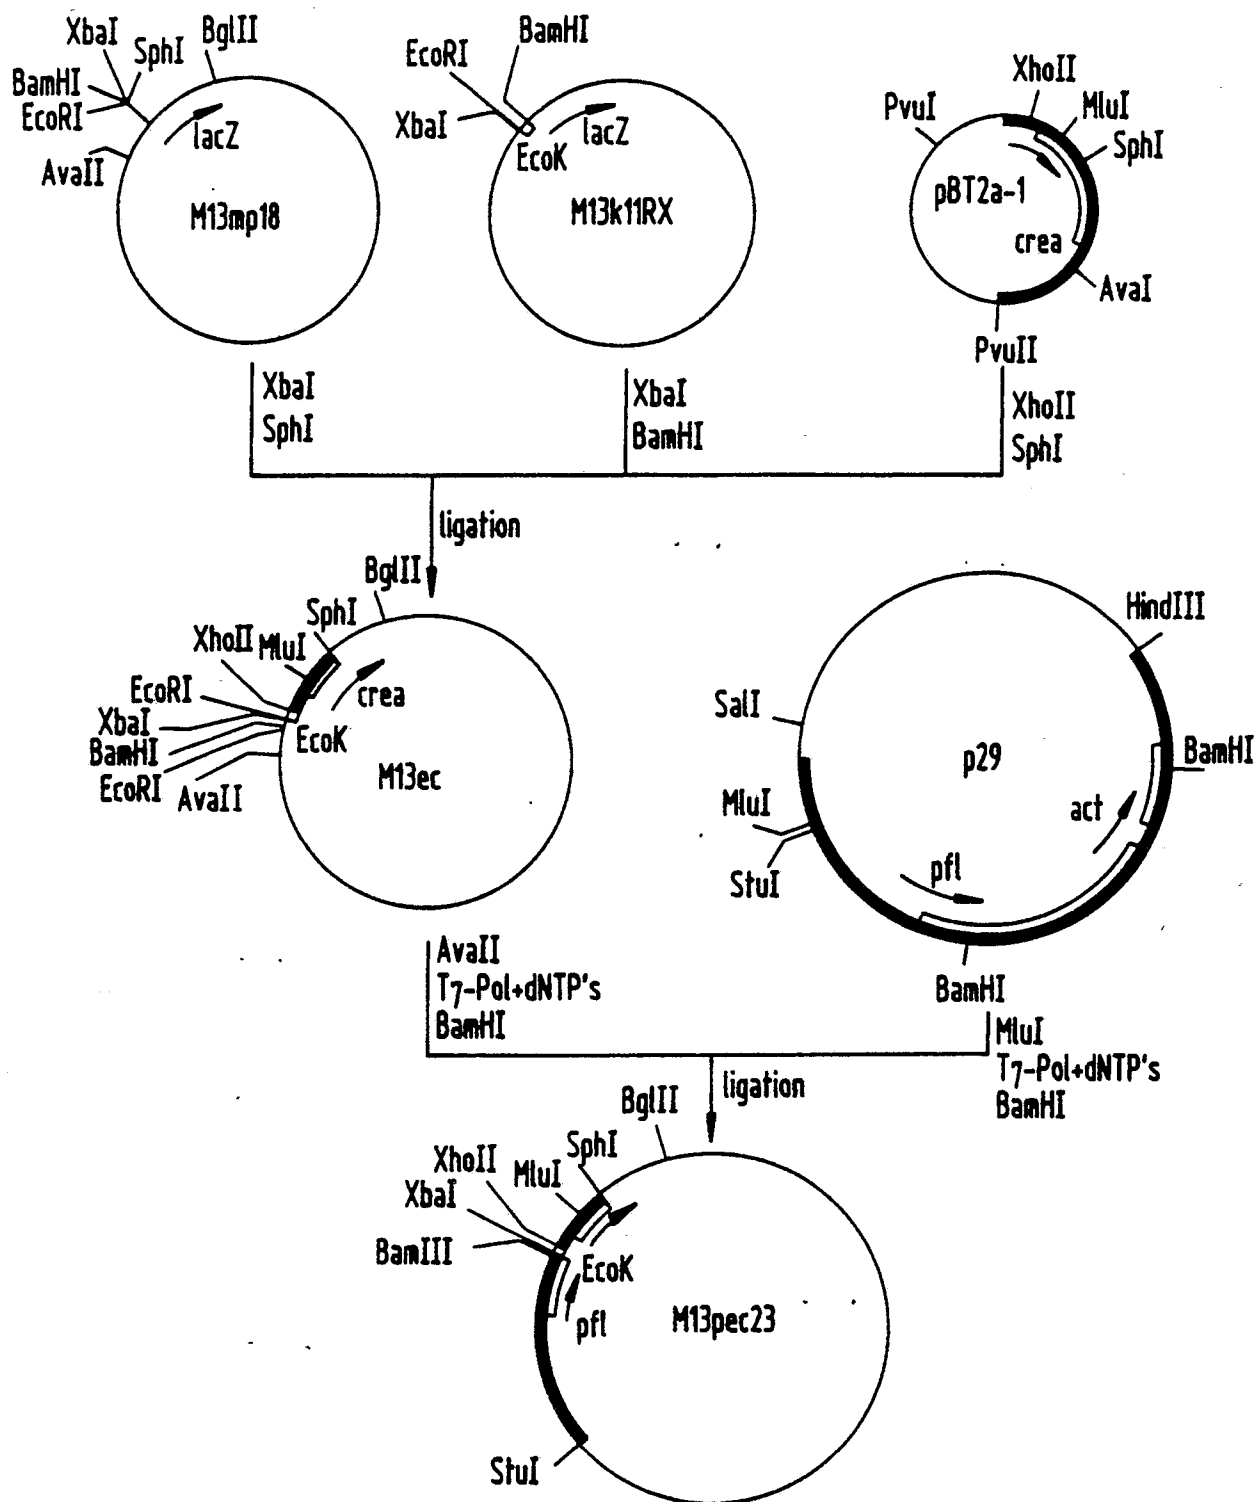 XbaI
SphI
BglII
BamHI
EcoRI
AvaII
lacZ
M13mp18
BamHI
EcoRI
XbaI
EcoK
lacZ
M13k11RX
XhoII
PvuI
MluI
SphI
pBT2a-1
crea
AvaI
PvuII
XbaI
SphI
XbaI
BamHI
XhoII
SphI
ligation
BglII
SphI
XhoII
MluI
EcoRI
XbaI
BamHI
EcoRI
AvaII
EcoK
crea
M13ec
HindIII
SalI
p29
BamHI
MluI
StuI
act
pfl
BamHI
AvaII
T7-Pol+dNTP's
BamHI
MluI
T7-Pol+dNTP's
BamHI
ligation
BglII
SphI
XhoII
MluI
XbaI
BamIII
EcoK
pfl
M13pec23
StuI